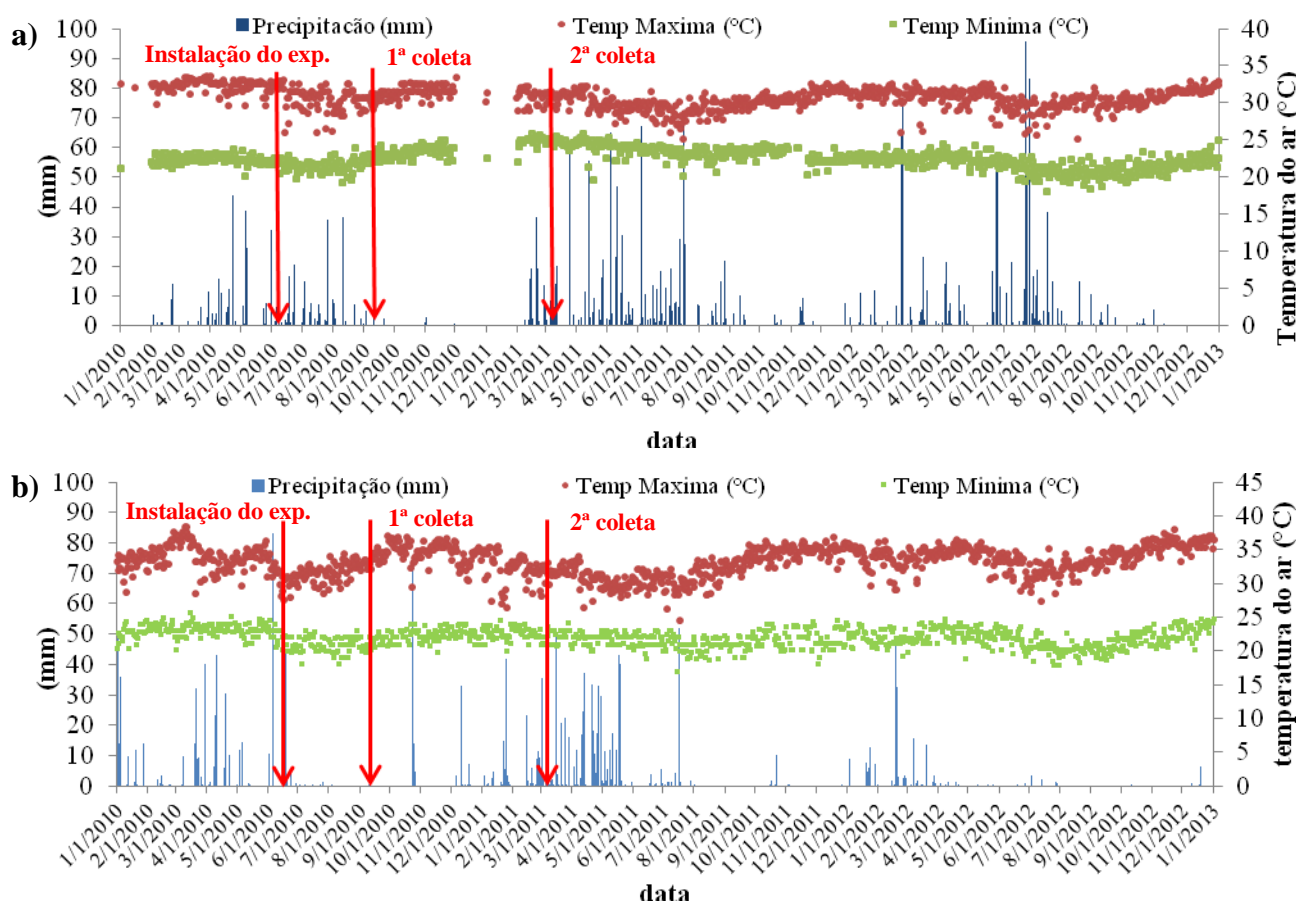 a)
Precipitacão (mm) Temp Maxima (°C) Temp Minima (°C)
Instalação do exp. 1ª coleta 2ª coleta
100 90 80 70 60 50 40 30 20 10 0
(mm)
40 35 30 25 20 15 10 5 0
Temperatura do ar (°C)
1/1/2010 2/1/2010 3/1/2010 4/1/2010 5/1/2010 6/1/2010 7/1/2010 8/1/2010 9/1/2010 10/1/2010 11/1/2010 12/1/2010 1/1/2011 2/1/2011 3/1/2011 4/1/2011 5/1/2011 6/1/2011 7/1/2011 8/1/2011 9/1/2011 10/1/2011 11/1/2011 12/1/2011 1/1/2012 2/1/2012 3/1/2012 4/1/2012 5/1/2012 6/1/2012 7/1/2012 8/1/2012 9/1/2012 10/1/2012 11/1/2012 12/1/2012 1/1/2013
data
b)
Precipitação (mm) Temp Maxima (°C) Temp Minima (°C)
Instalação do exp. 1ª coleta 2ª coleta
100 90 80 70 60 50 40 30 20 10 0
(mm)
45 40 35 30 25 20 15 10 5 0
temperatura do ar (°C)
1/1/2010 2/1/2010 3/1/2010 4/1/2010 5/1/2010 6/1/2010 7/1/2010 8/1/2010 9/1/2010 10/1/2010 11/1/2010 12/1/2010 1/1/2011 2/1/2011 3/1/2011 4/1/2011 5/1/2011 6/1/2011 7/1/2011 8/1/2011 9/1/2011 10/1/2011 11/1/2011 12/1/2011 1/1/2012 2/1/2012 3/1/2012 4/1/2012 5/1/2012 6/1/2012 7/1/2012 8/1/2012 9/1/2012 10/1/2012 11/1/2012 12/1/2012 1/1/2013
data